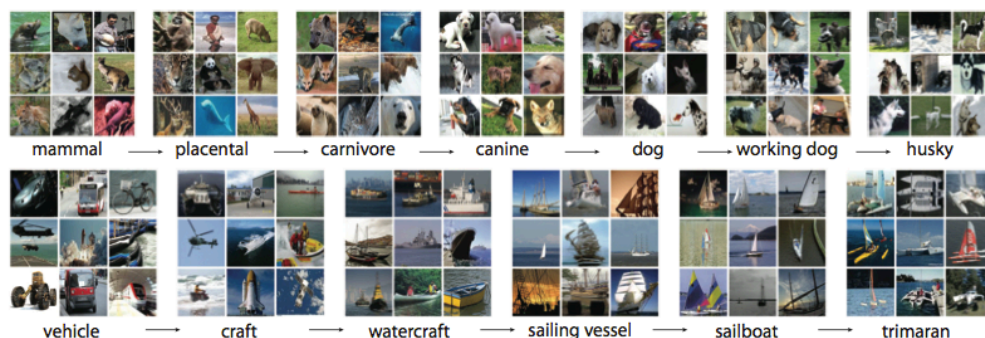 mammal → placental → carnivore → canine → dog → working dog → husky
vehicle → craft → watercraft → sailing vessel → sailboat → trimaran